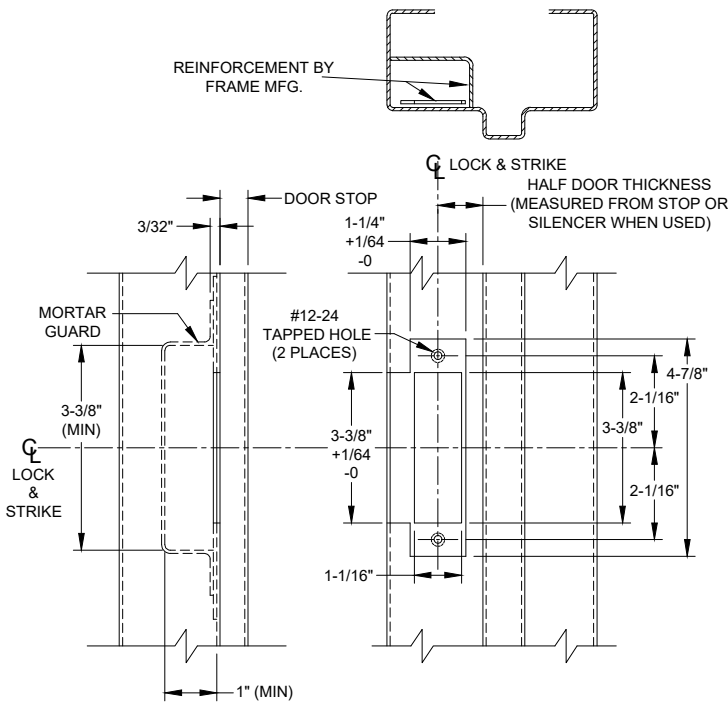 REINFORCEMENT BY
FRAME MFG.
℄ LOCK & STRIKE
HALF DOOR THICKNESS
(MEASURED FROM STOP OR
SILENCER WHEN USED)
DOOR STOP
3/32"
1-1/4"
+1/64
-0
MORTAR
GUARD
#12-24
TAPPED HOLE
(2 PLACES)
4-7/8"
2-1/16"
3-3/8"
(MIN)
3-3/8"
+1/64
-0
3-3/8"
℄
LOCK
&
STRIKE
2-1/16"
1-1/16"
1" (MIN)